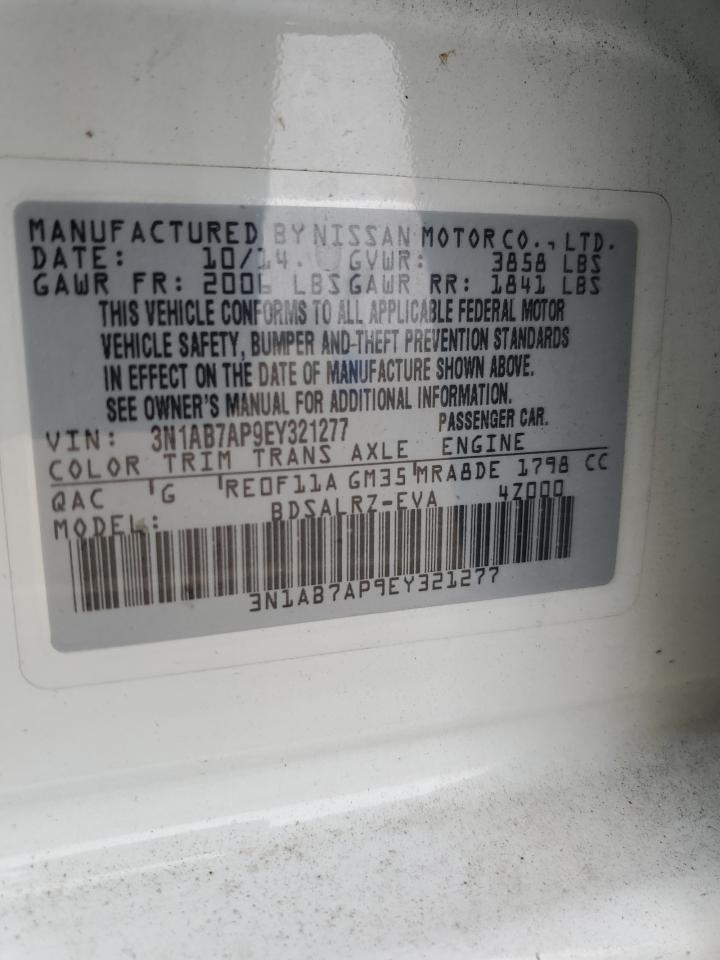 MANUFACTURED BY NISSAN MOTOR CO., LTD.
DATE: 10/14. GVWR: 3858 LBS
GAWR FR: 2006 LBS GAWR RR: 1841 LBS
THIS VEHICLE CONFORMS TO ALL APPLICABLE FEDERAL MOTOR
VEHICLE SAFETY, BUMPER AND THEFT PREVENTION STANDARDS
IN EFFECT ON THE DATE OF MANUFACTURE SHOWN ABOVE.
SEE OWNER'S MANUAL FOR ADDITIONAL INFORMATION.
VIN: 3N1AB7AP9EY321277 PASSENGER CAR.
COLOR TRIM TRANS AXLE ENGINE
QAC G RE0F11A GM35 MRA8DE 1798 CC
MODEL: BDSALRZ-EVA 4Z000
3N1AB7AP9EY321277